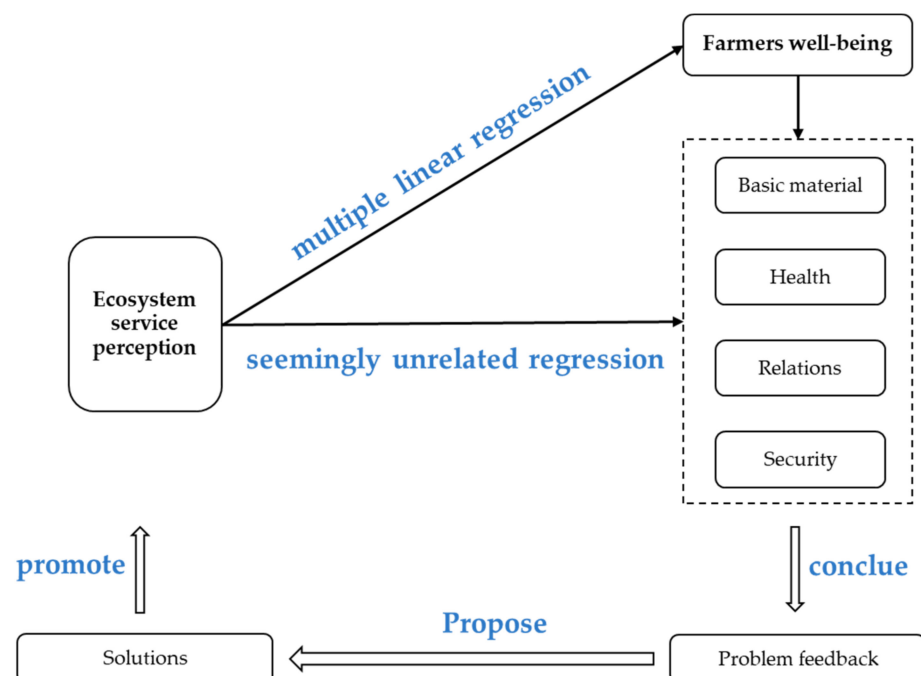 Farmers well-being
multiple linear regression
Basic material
Health
Ecosystem
service
perception
seemingly unrelated regression
Relations
Security
promote
conclue
Propose
Solutions
Problem feedback